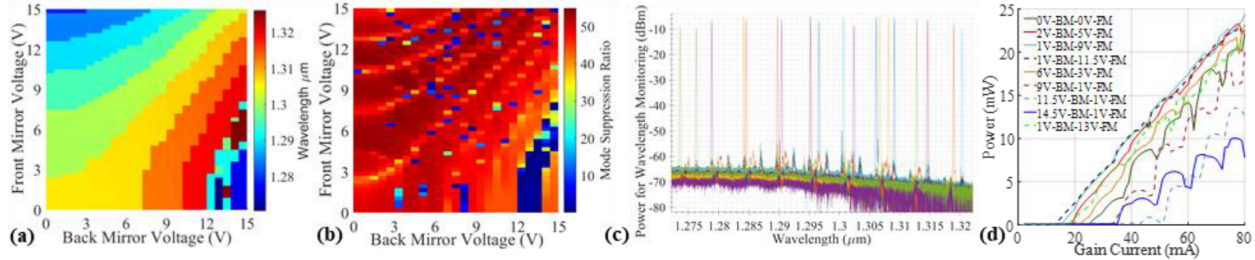 15
12
9
6
3
0
Front Mirror Voltage (V)
0 3 6 9 12 15
Back Mirror Voltage (V)
(a)
1.32
1.31
1.3
1.29
1.28
Wavelength μm
15
12
9
6
3
0
Front Mirror Voltage (V)
0 3 6 9 12 15
Back Mirror Voltage (V)
(b)
50
40
30
20
10
Mode Suppression Ratio
Power for Wavelength Monitoring (dBm)
-10
-20
-30
-40
-50
-60
-70
-80
1.275 1.28 1.285 1.29 1.295 1.30 1.305 1.31 1.315 1.32
Wavelength (μm)
(c)
25
20
15
10
5
0
Power (mW)
0V-BM-0V-FM
2V-BM-5V-FM
1V-BM-9V-FM
1V-BM-11.5V-FM
6V-BM-3V-FM
9V-BM-1V-FM
11.5V-BM-1V-FM
14.5V-BM-1V-FM
1V-BM-13V-FM
0 20 40 60 80
Gain Current (mA)
(d)